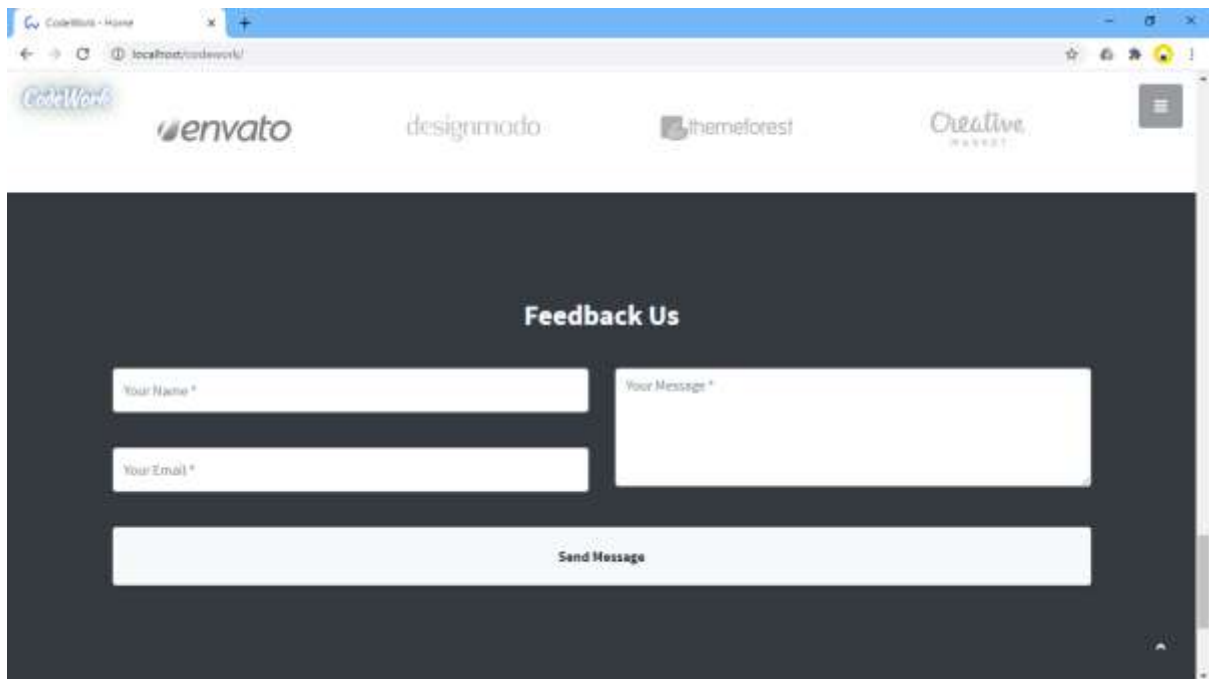 CodeWork - Home
localhost/codework/
CodeWork
envato
designmodo
themeforest
Creative
MARKET
Feedback Us
Your Name *
Your Message *
Your Email *
Send Message